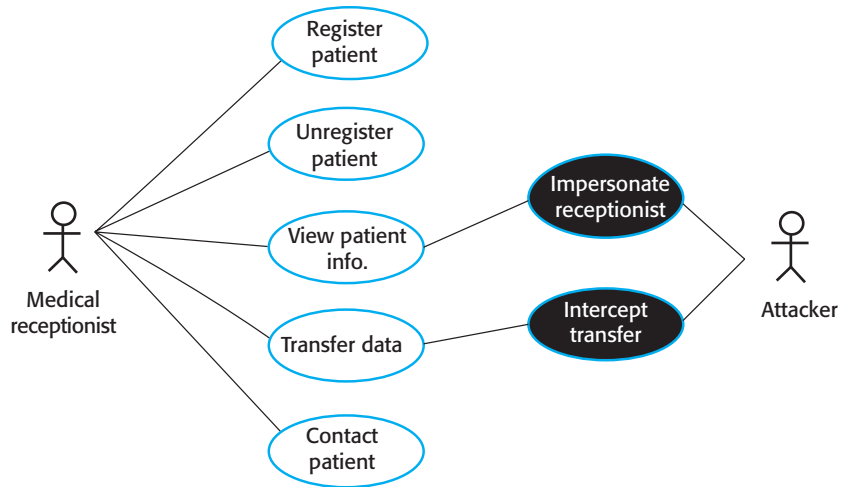 Register
patient
Unregister
patient
Impersonate
receptionist
View patient
info.
Medical
receptionist
Intercept
transfer
Attacker
Transfer data
Contact
patient